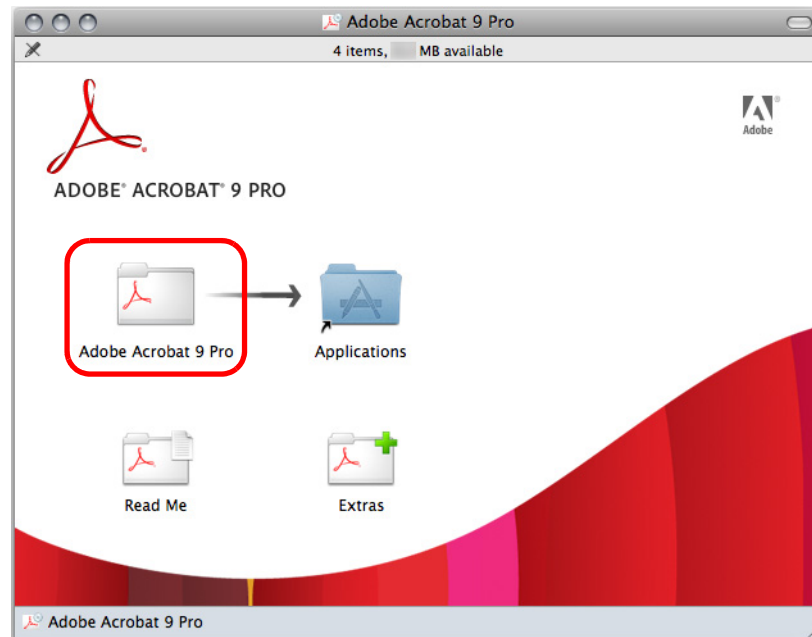 Adobe Acrobat 9 Pro
4 items, MB available
Adobe
ADOBE® ACROBAT® 9 PRO
Adobe Acrobat 9 Pro
Applications
Read Me
Extras
Adobe Acrobat 9 Pro